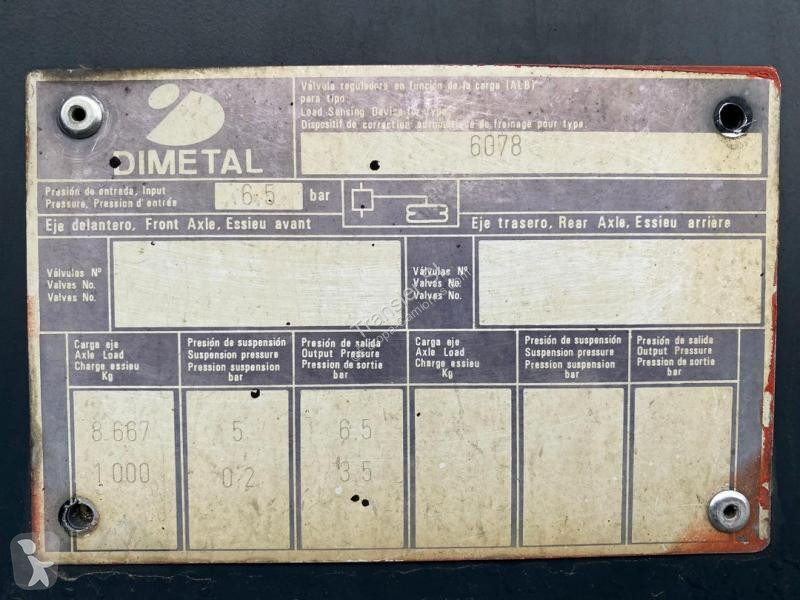 DIMETAL
Válvula reguladora en función de la carga (ALB)
para tipo.
Load Sensing Device for type.
Dispositif de correction automatique de freinage pour type.
6078
Presión de entrada, Input
Pressure, Pression d'entrée
6.5 bar
Eje delantero, Front Axle, Essieu avant
Eje trasero, Rear Axle, Essieu arrière
Válvulas Nº
Valves No.
Valves No.
Válvulas Nº
Valves No.
Valves No.
Carga eje
Axle Load
Charge essieu
Kg
Presión de suspensión
Suspension pressure
Pression suspension
bar
Presión de salida
Output Pressure
Pression de sortie
bar
Carga eje
Axle Load
Charge essieu
Kg
Presión de suspensión
Suspension pressure
Pression suspension
bar
Presión de salida
Output Pressure
Pression de sortie
bar
8.667 5 6.5
1.000 0.2 3.5